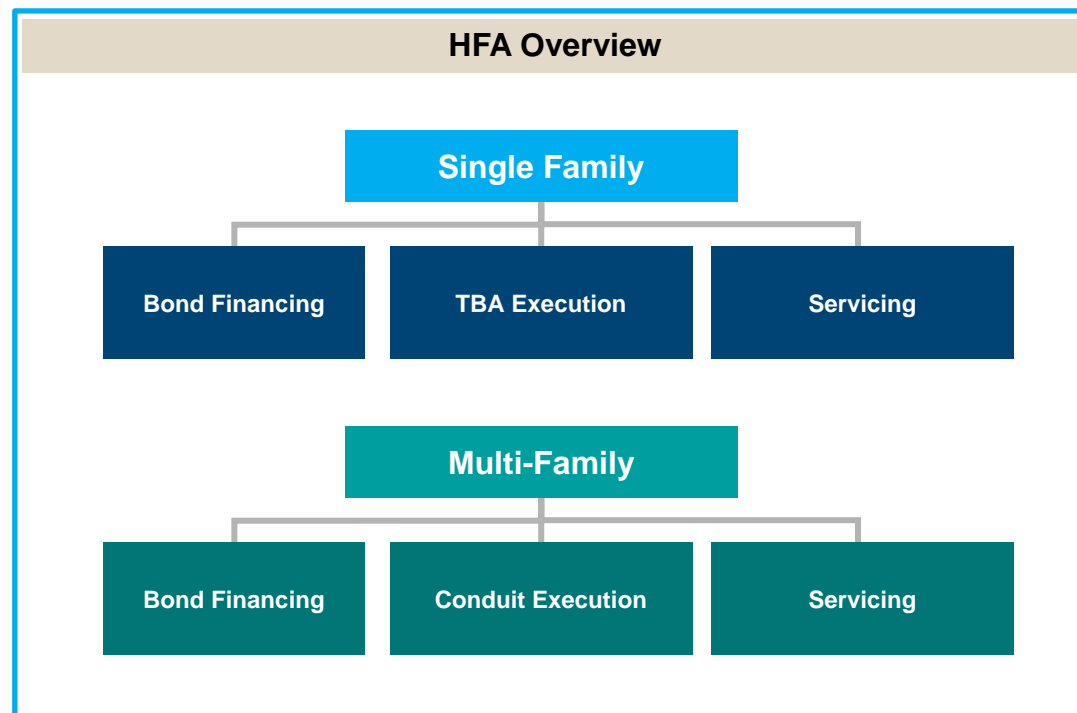 HFA Overview
Single Family
Bond Financing
TBA Execution
Servicing
Multi-Family
Bond Financing
Conduit Execution
Servicing